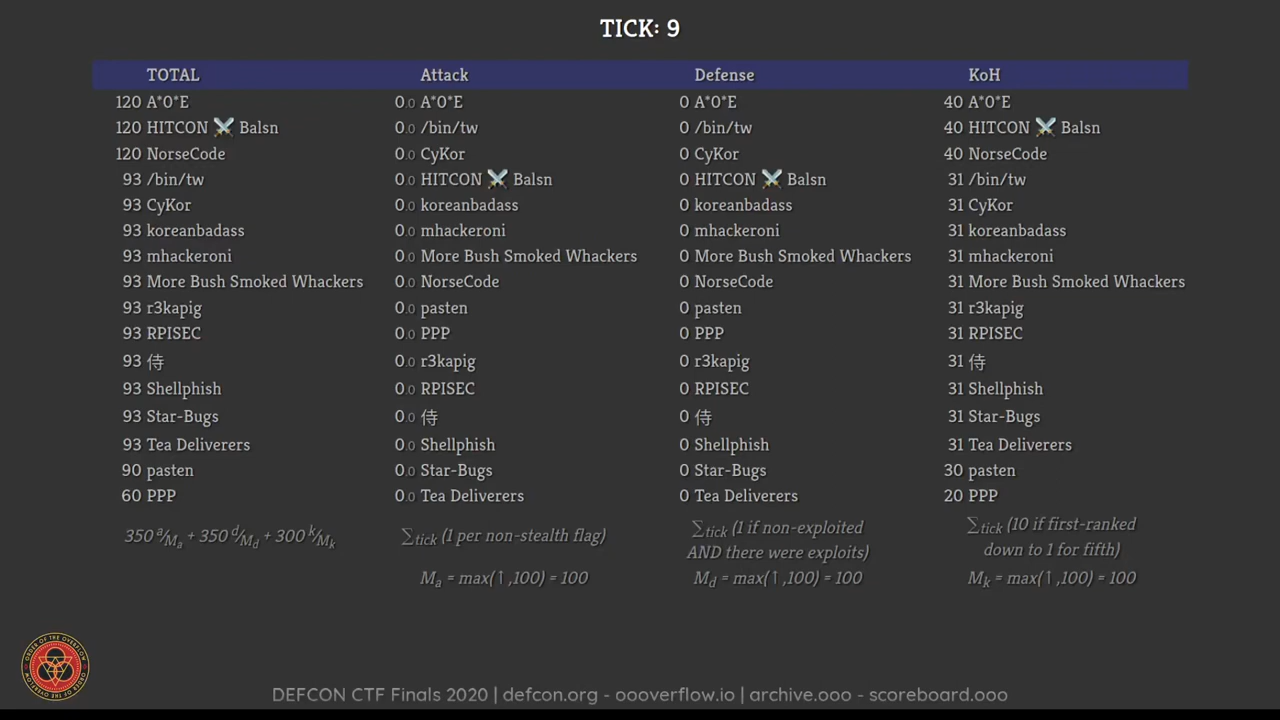 TICK: 9
TOTAL Attack Defense KoH
120 A*0*E 0.0 A*0*E 0 A*0*E 40 A*0*E
120 HITCON ⚔️ Balsn 0.0 /bin/tw 0 /bin/tw 40 HITCON ⚔️ Balsn
120 NorseCode 0.0 CyKor 0 CyKor 40 NorseCode
93 /bin/tw 0.0 HITCON ⚔️ Balsn 0 HITCON ⚔️ Balsn 31 /bin/tw
93 CyKor 0.0 koreanbadass 0 koreanbadass 31 CyKor
93 koreanbadass 0.0 mhackeroni 0 mhackeroni 31 koreanbadass
93 mhackeroni 0.0 More Bush Smoked Whackers 0 More Bush Smoked Whackers 31 mhackeroni
93 More Bush Smoked Whackers 0.0 NorseCode 0 NorseCode 31 More Bush Smoked Whackers
93 r3kapig 0.0 pasten 0 pasten 31 r3kapig
93 RPISEC 0.0 PPP 0 PPP 31 RPISEC
93 侍 0.0 r3kapig 0 r3kapig 31 侍
93 Shellphish 0.0 RPISEC 0 RPISEC 31 Shellphish
93 Star-Bugs 0.0 侍 0 侍 31 Star-Bugs
93 Tea Deliverers 0.0 Shellphish 0 Shellphish 31 Tea Deliverers
90 pasten 0.0 Star-Bugs 0 Star-Bugs 30 pasten
60 PPP 0.0 Tea Deliverers 0 Tea Deliverers 20 PPP
350 a/Ma + 350 d/Md + 300 k/Mk
∑tick (1 per non-stealth flag)
Ma = max(↑,100) = 100
∑tick (1 if non-exploited
AND there were exploits)
Md = max(↑,100) = 100
∑tick (10 if first-ranked
down to 1 for fifth)
Mk = max(↑,100) = 100
ORDER OF THE OVERFLOW
ORDER OF THE OVERFLOW
DEFCON CTF Finals 2020 | defcon.org - oooverflow.io | archive.ooo - scoreboard.ooo